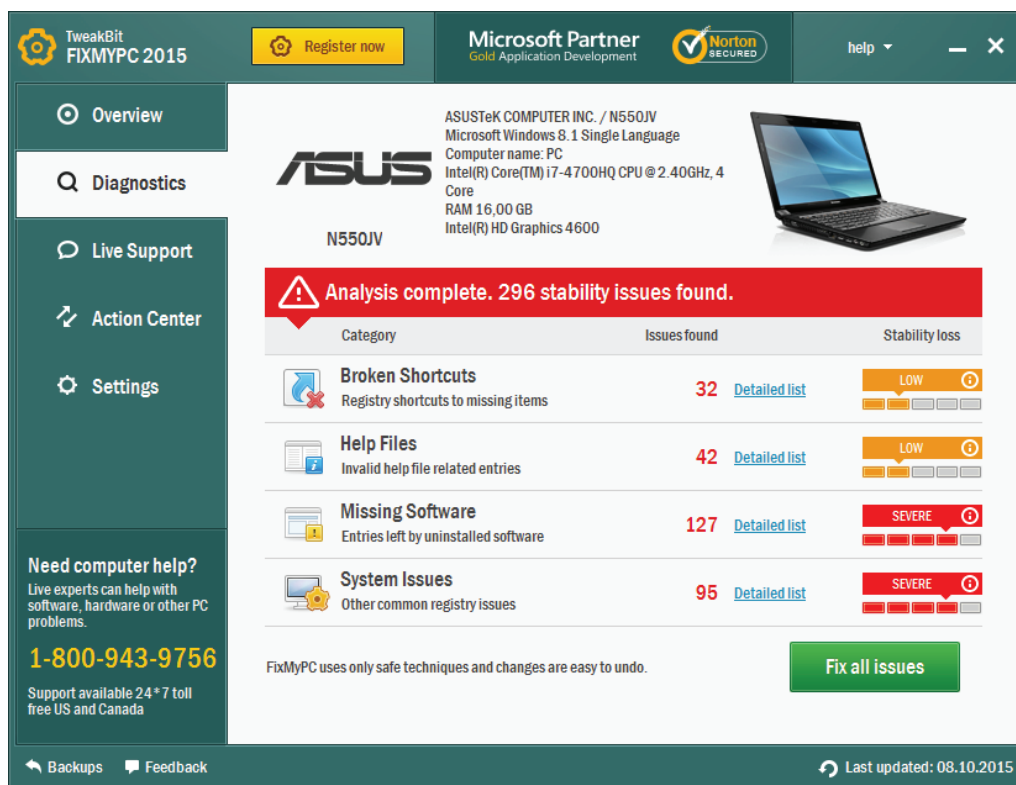 TweakBit
FIXMYPC 2015
Register now
Microsoft Partner
Gold Application Development
Norton
SECURED
help
Overview
Diagnostics
Live Support
Action Center
Settings
ASUS
N550JV
ASUSTeK COMPUTER INC. / N550JV
Microsoft Windows 8.1 Single Language
Computer name: PC
Intel(R) Core(TM) i7-4700HQ CPU @ 2.40GHz, 4
Core
RAM 16,00 GB
Intel(R) HD Graphics 4600
Analysis complete. 296 stability issues found.
Category Issues found Stability loss
Broken Shortcuts
Registry shortcuts to missing items
32 Detailed list LOW
Help Files
Invalid help file related entries
42 Detailed list LOW
Missing Software
Entries left by uninstalled software
127 Detailed list SEVERE
System Issues
Other common registry issues
95 Detailed list SEVERE
FixMyPC uses only safe techniques and changes are easy to undo.
Fix all issues
Need computer help?
Live experts can help with
software, hardware or other PC
problems.
1-800-943-9756
Support available 24*7 toll
free US and Canada
Backups Feedback
Last updated: 08.10.2015